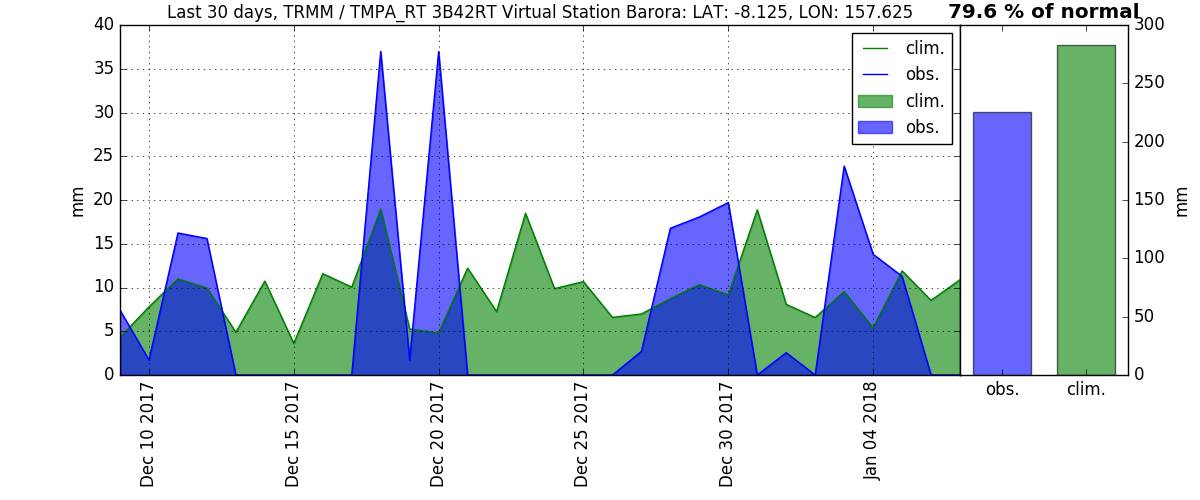 Last 30 days, TRMM / TMPA_RT 3B42RT Virtual Station Barora: LAT: -8.125, LON: 157.625
79.6 % of normal
40
35
30
25
20
15
10
5
0
mm
clim.
obs.
clim.
obs.
300
250
200
150
100
50
0
mm
obs.
clim.
Dec 10 2017
Dec 15 2017
Dec 20 2017
Dec 25 2017
Dec 30 2017
Jan 04 2018